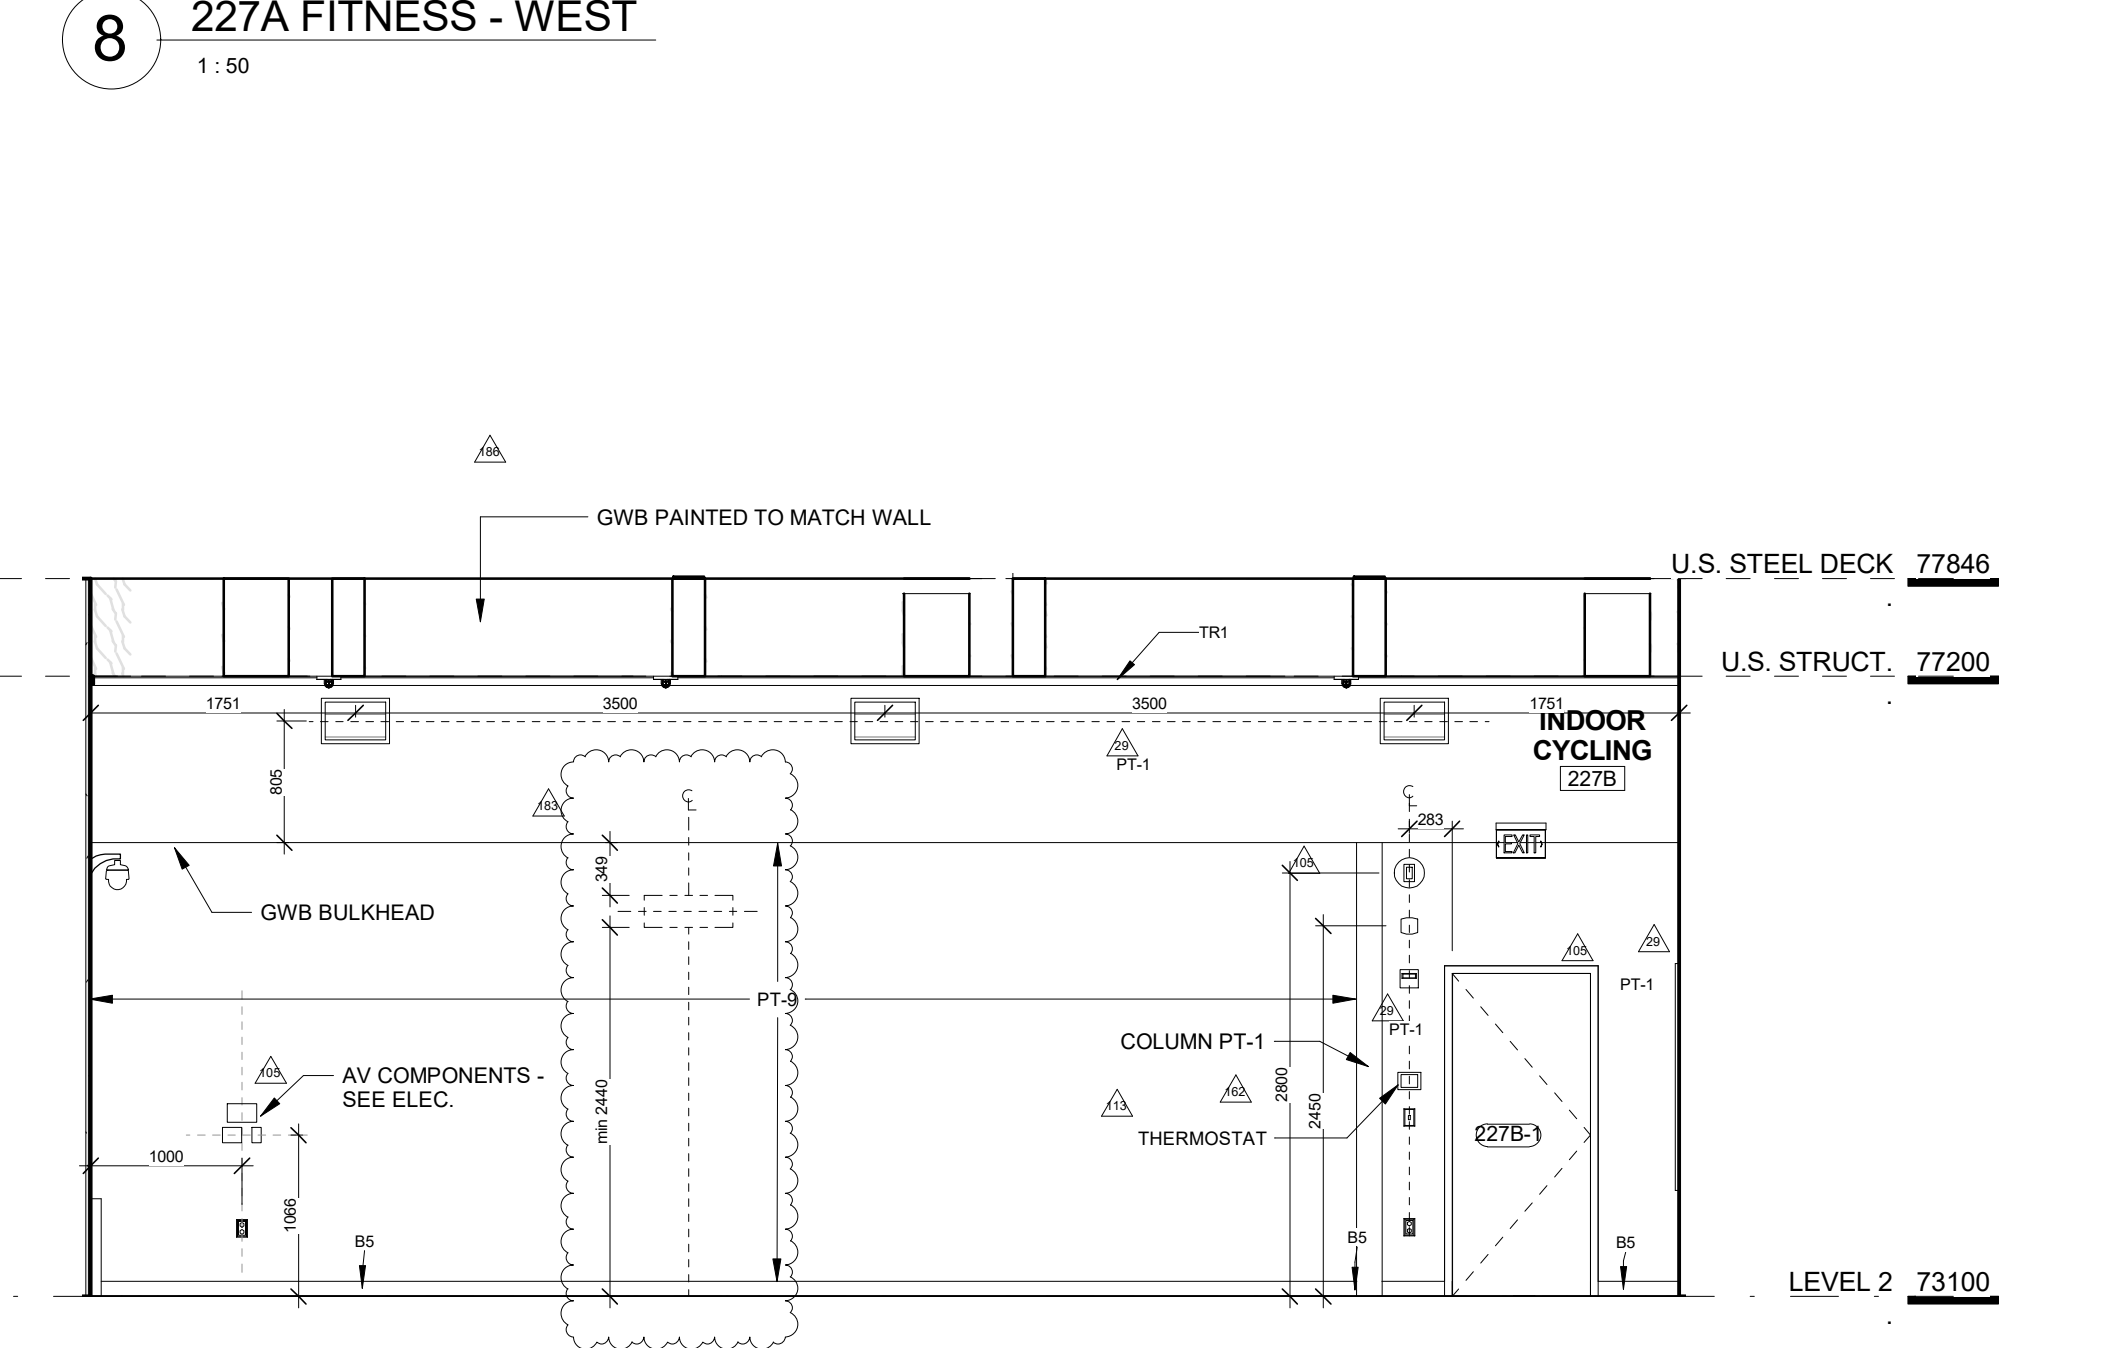 8
227A FITNESS - WEST
1 : 50
186
GWB PAINTED TO MATCH WALL
U.S. STEEL DECK 77846
.
TR1
U.S. STRUCT. 77200
.
1751
3500
3500
1751
INDOOR
CYCLING
227B
29
PT-1
805
183
C
L
C
L
283
EXIT
349
105
GWB BULKHEAD
105
29
PT-1
PT-9
29
PT-1
COLUMN PT-1
105
AV COMPONENTS -
SEE ELEC.
min 2440
113
162
2800
2450
THERMOSTAT
227B-1
1000
1066
B5
B5
B5
LEVEL 2 73100
.